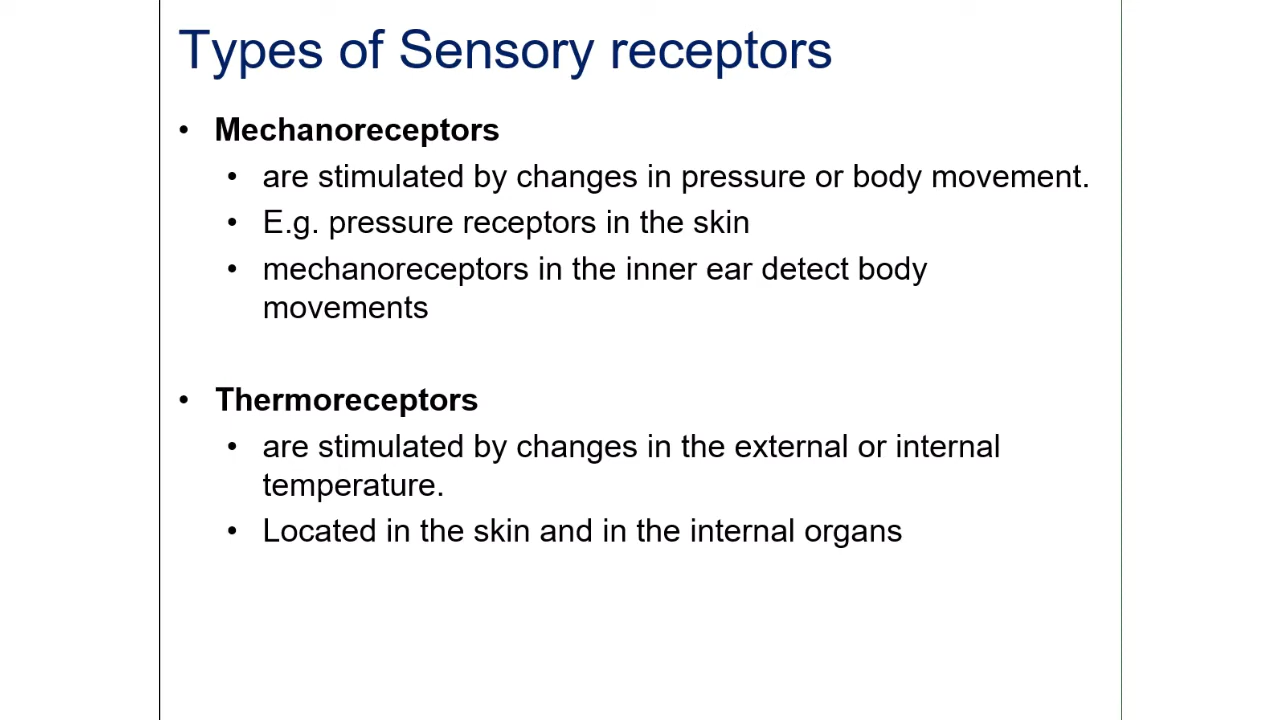 Types of Sensory receptors
• Mechanoreceptors
• are stimulated by changes in pressure or body movement.
• E.g. pressure receptors in the skin
• mechanoreceptors in the inner ear detect body
movements
• Thermoreceptors
• are stimulated by changes in the external or internal
temperature.
• Located in the skin and in the internal organs